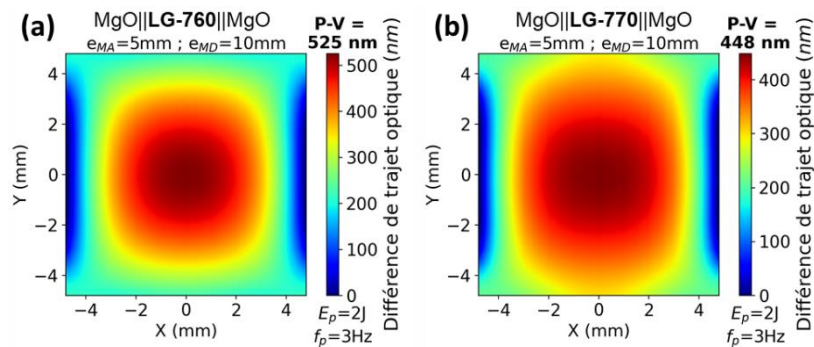 (a)
MgO||LG-760||MgO
e_MA=5mm ; e_MD=10mm
P-V =
525 nm
Y (mm)
4
2
0
−2
−4
−4 −2 0 2 4
X (mm)
500
400
300
200
100
0
Différence de trajet optique (nm)
E_p=2J
f_p=3Hz
(b)
MgO||LG-770||MgO
e_MA=5mm ; e_MD=10mm
P-V =
448 nm
Y (mm)
4
2
0
−2
−4
−4 −2 0 2 4
X (mm)
400
300
200
100
0
Différence de trajet optique (nm)
E_p=2J
f_p=3Hz